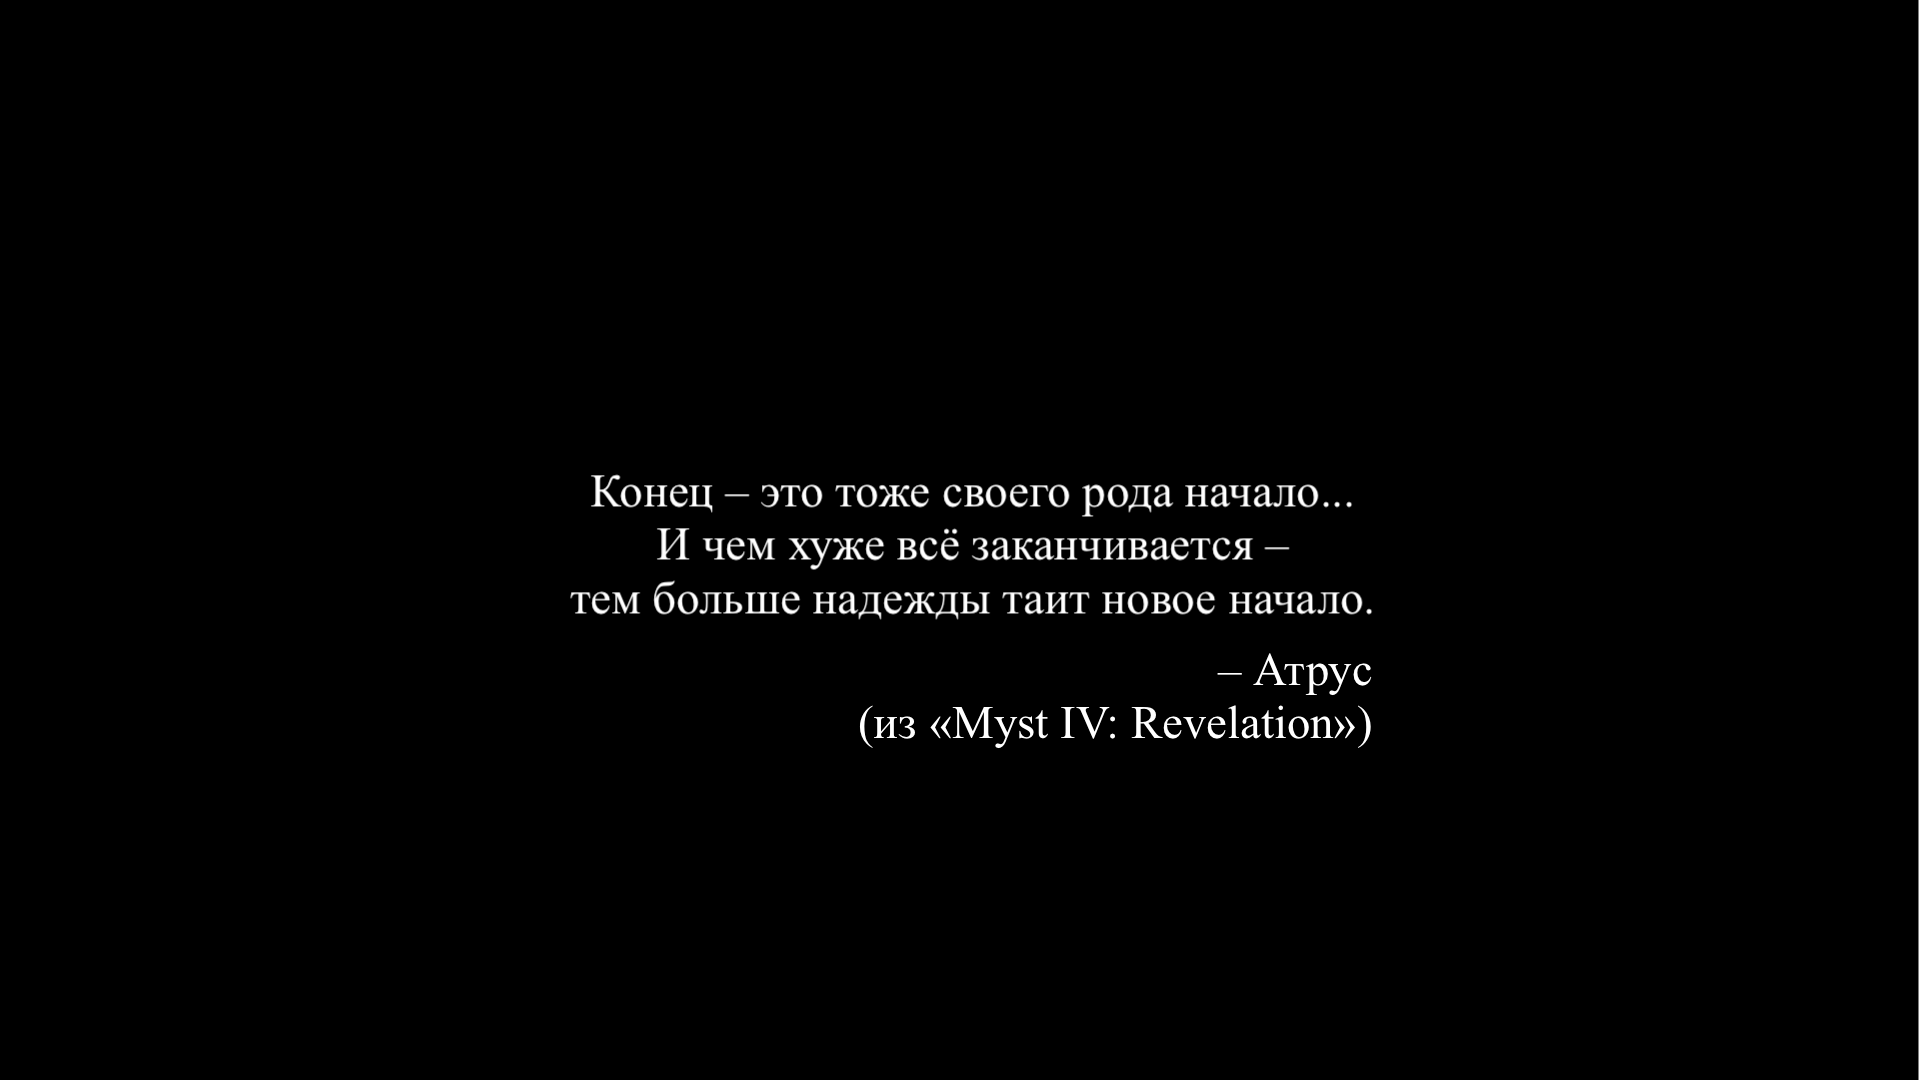 Конец – это тоже своего рода начало...
И чем хуже всё заканчивается –
тем больше надежды таит новое начало.
– Атрус
(из «Myst IV: Revelation»)